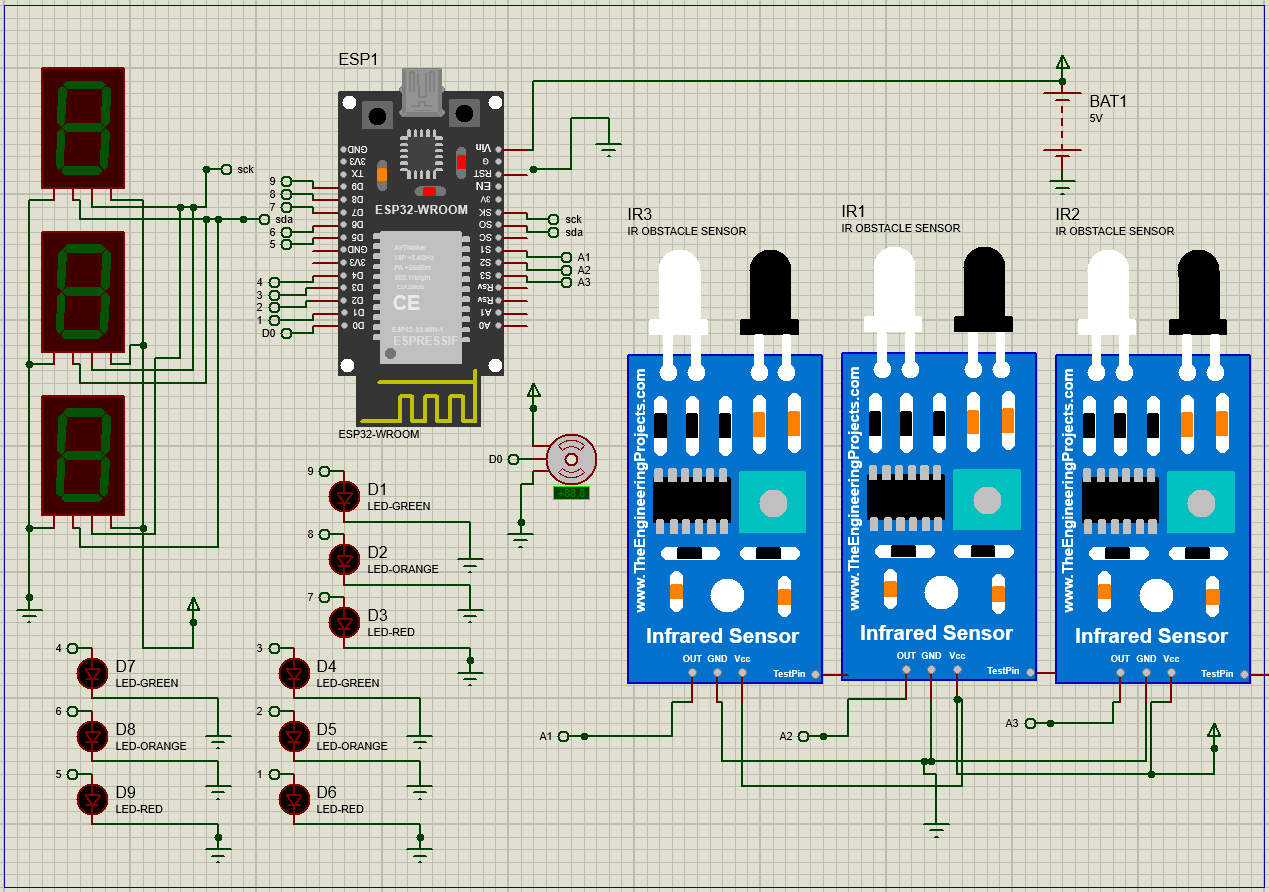 ESP1
BAT1
5V
sck
9
8
7
sda
6
5
4
3
2
1
D0
GND
3V3
TX
D9
D8
D7
D6
D5
GND
3V3
D4
D3
D2
D1
D0
ESP32-WROOM
CE
ESPRESSIF
Vin
G
RST
EN
3V
SK
SO
SC
S1
S2
S3
Rsv
Rsv
A1
A0
sck
sda
A1
A2
A3
ESP32-WROOM
IR3
IR OBSTACLE SENSOR
IR1
IR OBSTACLE SENSOR
IR2
IR OBSTACLE SENSOR
D0
+88.8
9
D1
LED-GREEN
8
D2
LED-ORANGE
7
D3
LED-RED
4
D7
LED-GREEN
6
D8
LED-ORANGE
5
D9
LED-RED
3
D4
LED-GREEN
2
D5
LED-ORANGE
1
D6
LED-RED
www.TheEngineeringProjects.com
Infrared Sensor
OUT GND Vcc
TestPin
www.TheEngineeringProjects.com
Infrared Sensor
OUT GND Vcc
TestPin
www.TheEngineeringProjects.com
Infrared Sensor
OUT GND Vcc
TestPin
A1
A2
A3